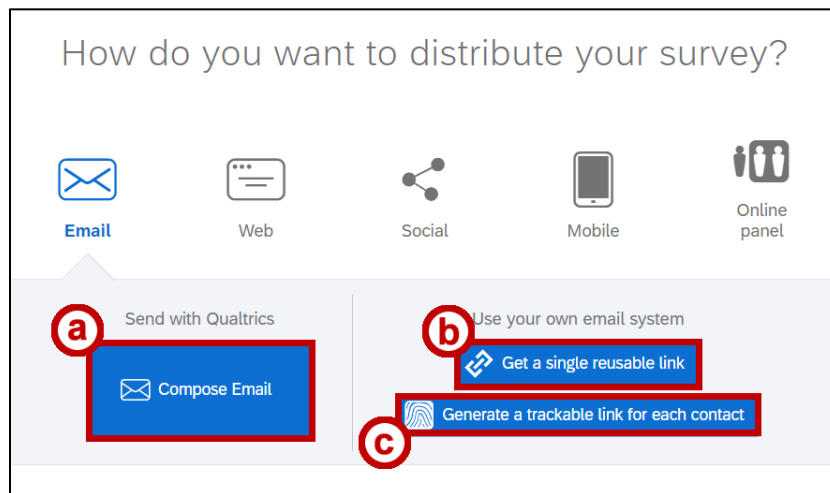 How do you want to distribute your survey?
Email
Web
Social
Mobile
Online
panel
Send with Qualtrics
Use your own email system
a
Compose Email
b
Get a single reusable link
Generate a trackable link for each contact
c